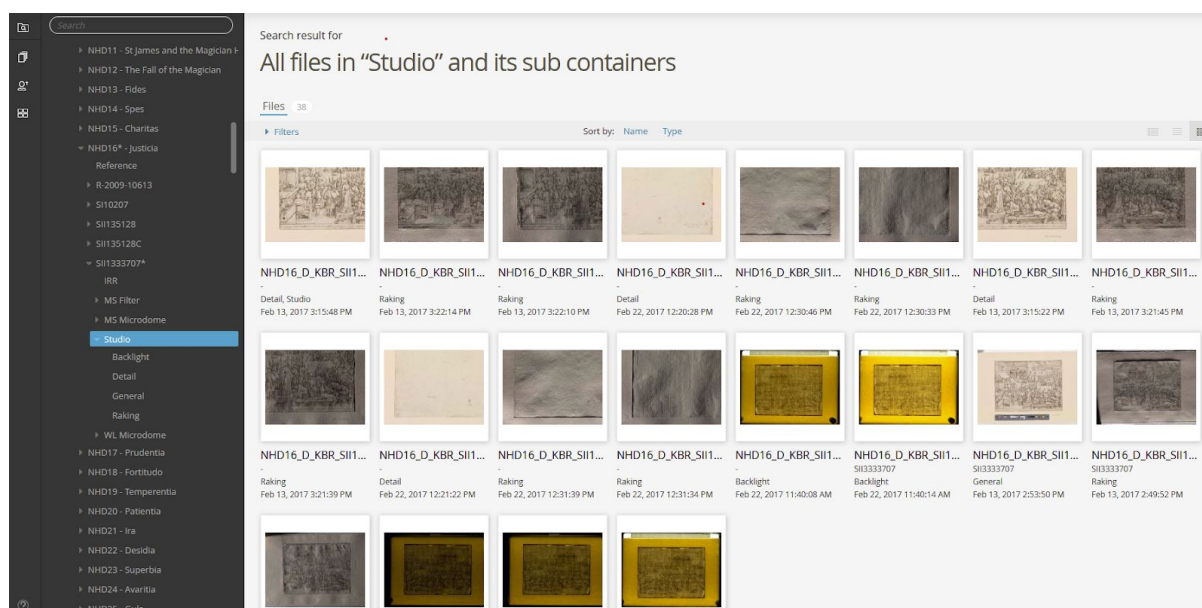 Search
NHD11 - St James and the Magician H
NHD12 - The Fall of the Magician
NHD13 - Fides
NHD14 - Spes
NHD15 - Charitas
NHD16* - Justicia
Reference
R-2009-10613
SI10207
SII135128
SII135128C
SII1333707*
IRR
MS Filter
MS Microdome
Studio
Backlight
Detail
General
Raking
WL Microdome
NHD17 - Prudentia
NHD18 - Fortitudo
NHD19 - Temperentia
NHD20 - Patientia
NHD21 - Ira
NHD22 - Desidia
NHD23 - Superbia
NHD24 - Avaritia
Search result for
All files in “Studio” and its sub containers
Files 38
Filters
Sort by: Name Type
NHD16_D_KBR_SII1... NHD16_D_KBR_SII1... NHD16_D_KBR_SII1... NHD16_D_KBR_SII1... NHD16_D_KBR_SII1... NHD16_D_KBR_SII1... NHD16_D_KBR_SII1... NHD16_D_KBR_SII1...
- - - - - - - -
Detail, Studio Raking Raking Detail Raking Raking Detail Raking
Feb 13, 2017 3:15:48 PM Feb 13, 2017 3:22:14 PM Feb 13, 2017 3:22:10 PM Feb 22, 2017 12:20:28 PM Feb 22, 2017 12:30:46 PM Feb 22, 2017 12:30:33 PM Feb 13, 2017 3:15:22 PM Feb 13, 2017 3:21:45 PM
NHD16_D_KBR_SII1... NHD16_D_KBR_SII1... NHD16_D_KBR_SII1... NHD16_D_KBR_SII1... NHD16_D_KBR_SII1... NHD16_D_KBR_SII1... NHD16_D_KBR_SII1... NHD16_D_KBR_SII1...
- - - - - SII3333707 SII3333707 SII3333707
Raking Detail Raking Raking Backlight Backlight General Raking
Feb 13, 2017 3:21:39 PM Feb 22, 2017 12:21:22 PM Feb 22, 2017 12:31:39 PM Feb 22, 2017 12:31:34 PM Feb 22, 2017 11:40:08 AM Feb 22, 2017 11:40:14 AM Feb 13, 2017 2:53:50 PM Feb 13, 2017 2:49:52 PM